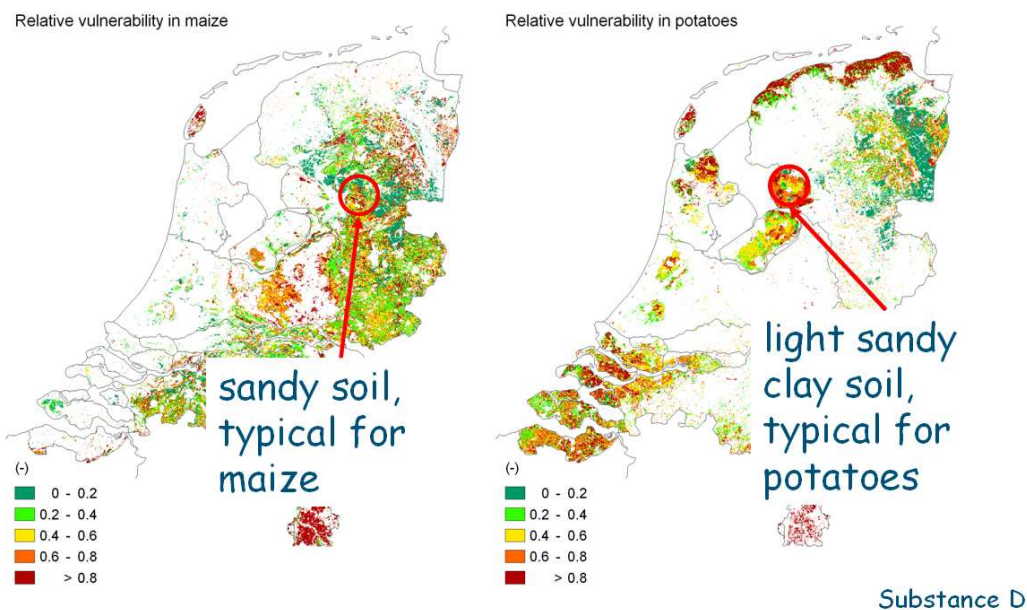 Relative vulnerability in maize
Relative vulnerability in potatoes
sandy soil,
typical for
maize
light sandy
clay soil,
typical for
potatoes
(-)
0 - 0.2
0.2 - 0.4
0.4 - 0.6
0.6 - 0.8
> 0.8
(-)
0 - 0.2
0.2 - 0.4
0.4 - 0.6
0.6 - 0.8
> 0.8
Substance D